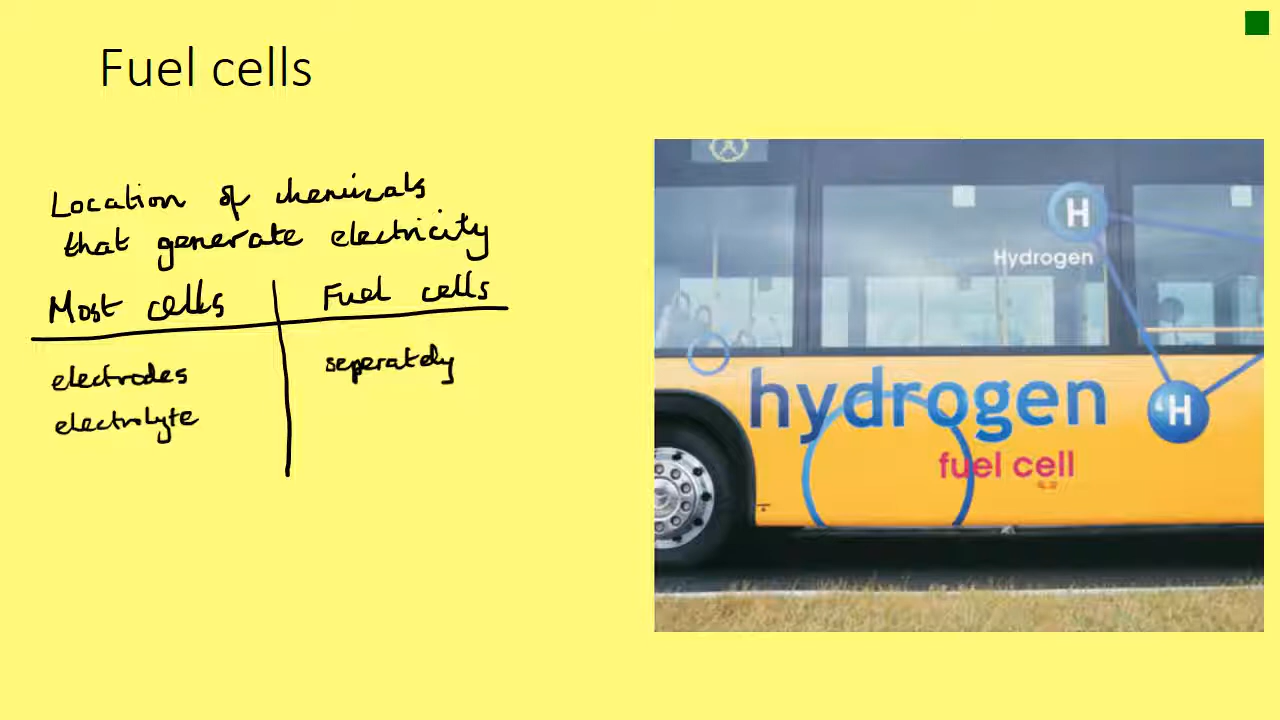 Fuel cells
Location of chemicals
that generate electricity
Most cells
Fuel cells
electrodes
seperately
electrolyte
H
Hydrogen
hydrogen
H
fuel cell